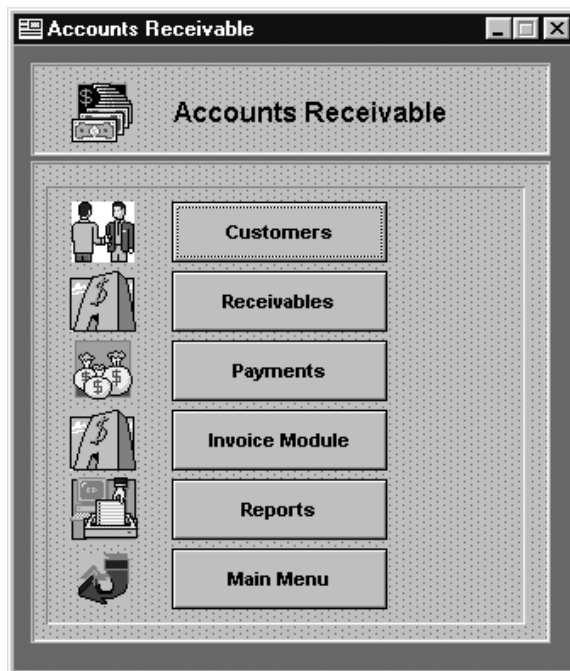 Accounts Receivable
Accounts Receivable
Customers
Receivables
Payments
Invoice Module
Reports
Main Menu